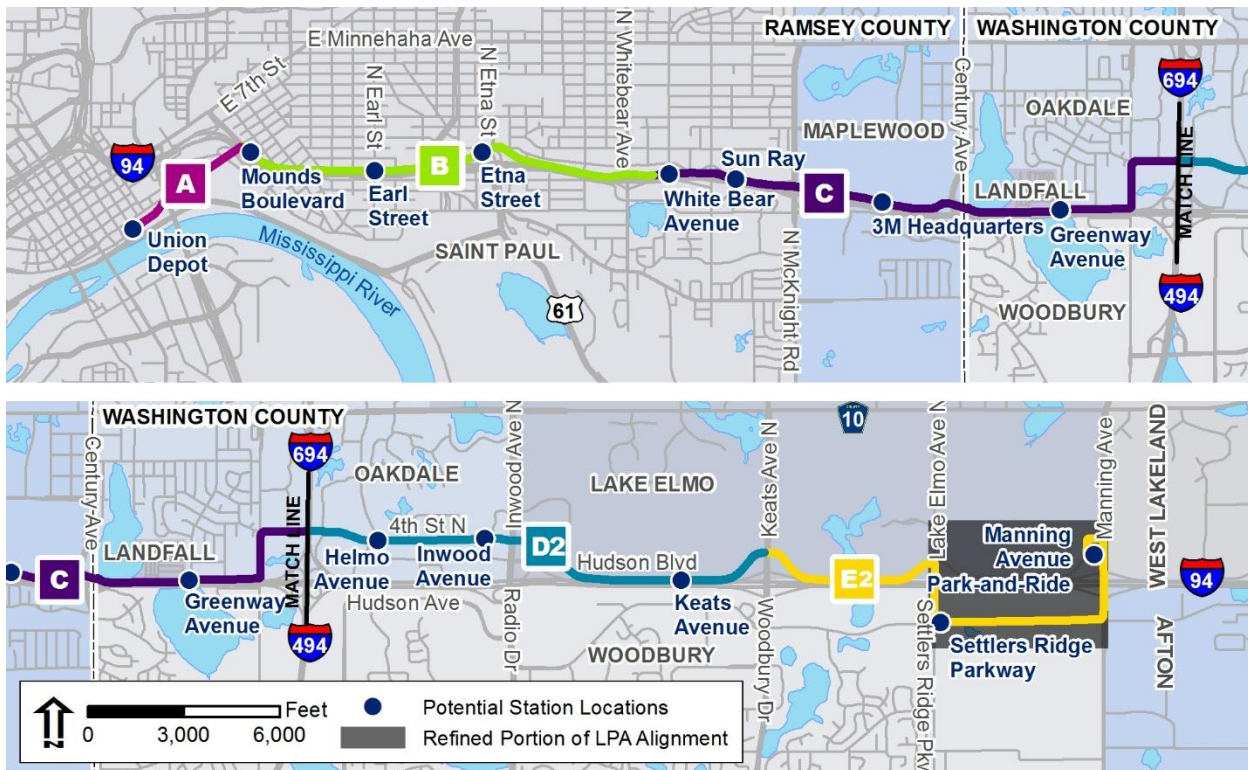 RAMSEY COUNTY
WASHINGTON COUNTY
E Minnehaha Ave
N Whitebear Ave
N Etna St
N Earl St
E 7th St
Century Ave
694
OAKDALE
MAPLEWOOD
94
A
B
Mounds
Boulevard
Earl
Street
Etna
Street
Sun Ray
White Bear
Avenue
C
LANDFALL
MATCH LINE
3M Headquarters
Greenway
Avenue
Union
Depot
Mississippi River
SAINT PAUL
61
N McKnight Rd
494
WOODBURY
WASHINGTON COUNTY
Century Ave
694
OAKDALE
MATCH LINE
4th St N
N Inwood Ave
LAKE ELMO
N Keats Ave
COUNTY
10
N Lake Elmo Ave
Manning Ave
WEST LAKELAND
C
LANDFALL
Greenway
Avenue
Helmo
Avenue
Inwood
Avenue
D2
Hudson Blvd
E2
Manning
Avenue
Park-and-Ride
94
Hudson Ave
Radio Dr
Keats
Avenue
Woodbury Dr
Settlers Ridge Pky
Settlers Ridge
Parkway
AFTON
494
WOODBURY
N
Feet
0 3,000 6,000
Potential Station Locations
Refined Portion of LPA Alignment